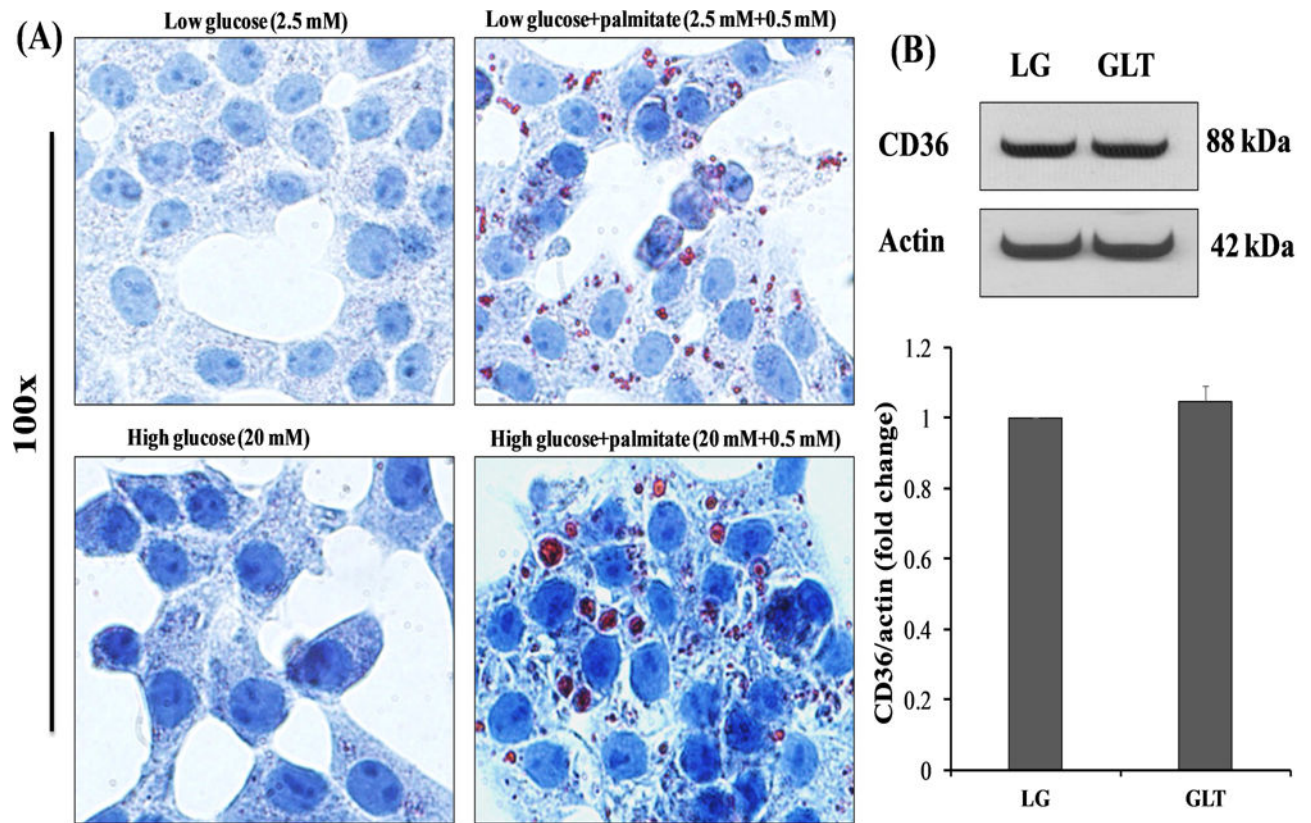 (A)
Low glucose (2.5 mM)
Low glucose+palmitate (2.5 mM+0.5 mM)
100x
High glucose (20 mM)
High glucose+palmitate (20 mM+0.5 mM)
(B)
LG GLT
CD36 88 kDa
Actin 42 kDa
CD36/actin (fold change)
1.2
1
0.8
0.6
0.4
0.2
0
LG GLT